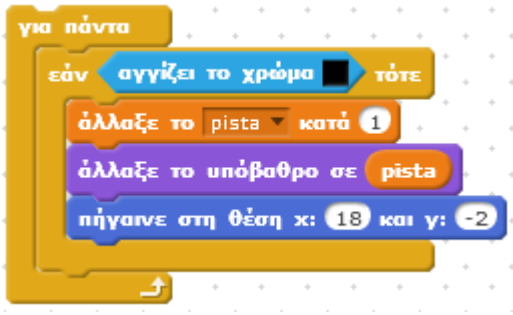 για πάντα
εάν αγγίζει το χρώμα τότε
άλλαξε το pista κατά 1
άλλαξε το υπόβαθρο σε pista
πήγαινε στη θέση x: 18 και y: -2